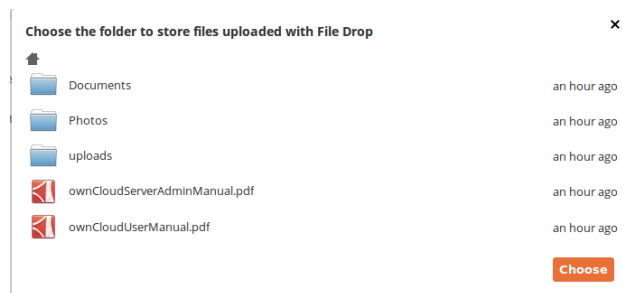 Choose the folder to store files uploaded with File Drop
Documents an hour ago
Photos an hour ago
uploads an hour ago
ownCloudServerAdminManual.pdf an hour ago
ownCloudUserManual.pdf an hour ago
Choose